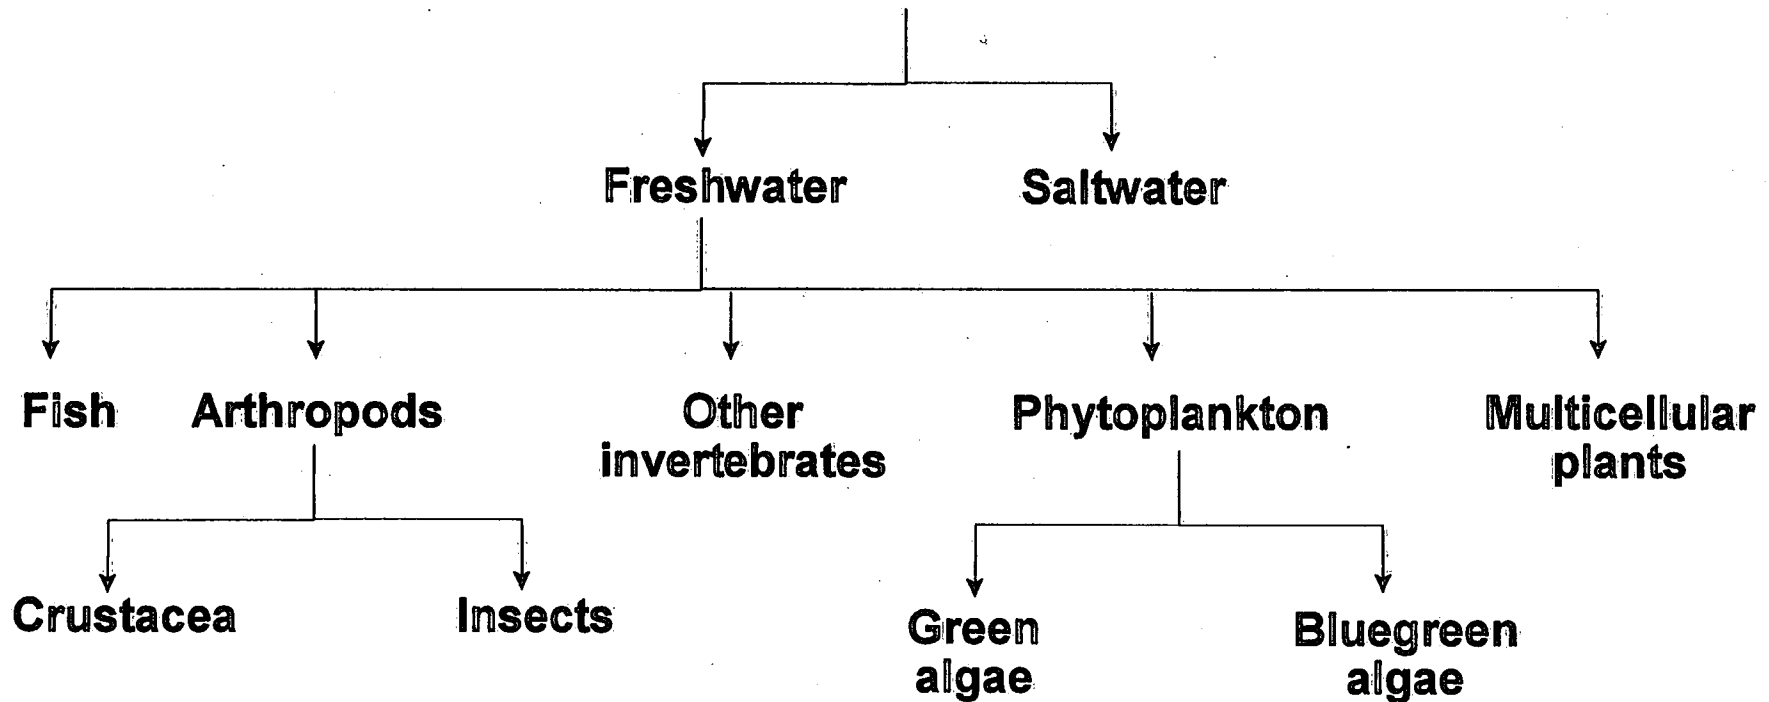 Freshwater
Saltwater
Fish
Arthropods
Other
invertebrates
Phytoplankton
Multicellular
plants
Crustacea
Insects
Green
algae
Bluegreen
algae